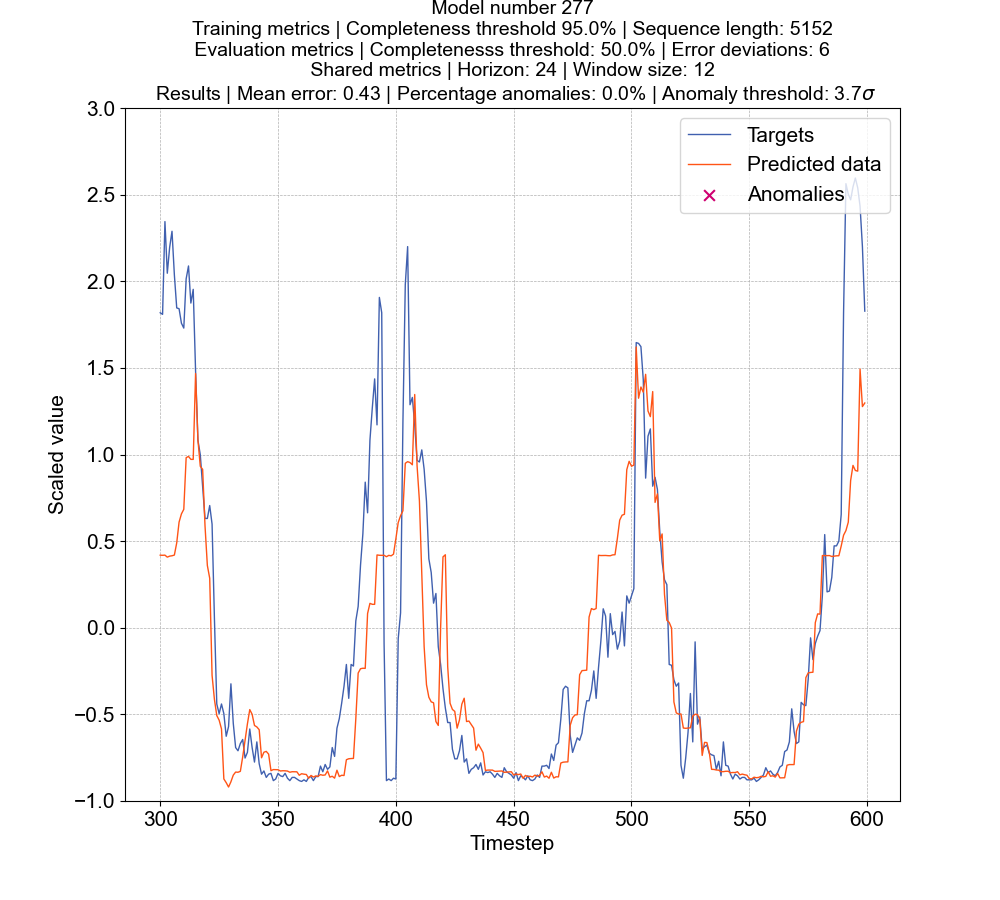 Model number 277
Training metrics | Completeness threshold 95.0% | Sequence length: 5152
Evaluation metrics | Completenesss threshold: 50.0% | Error deviations: 6
Shared metrics | Horizon: 24 | Window size: 12
Results | Mean error: 0.43 | Percentage anomalies: 0.0% | Anomaly threshold: 3.7σ
Targets
Predicted data
Anomalies
3.0
2.5
2.0
1.5
1.0
0.5
0.0
−0.5
−1.0
Scaled value
300
350
400
450
500
550
600
Timestep